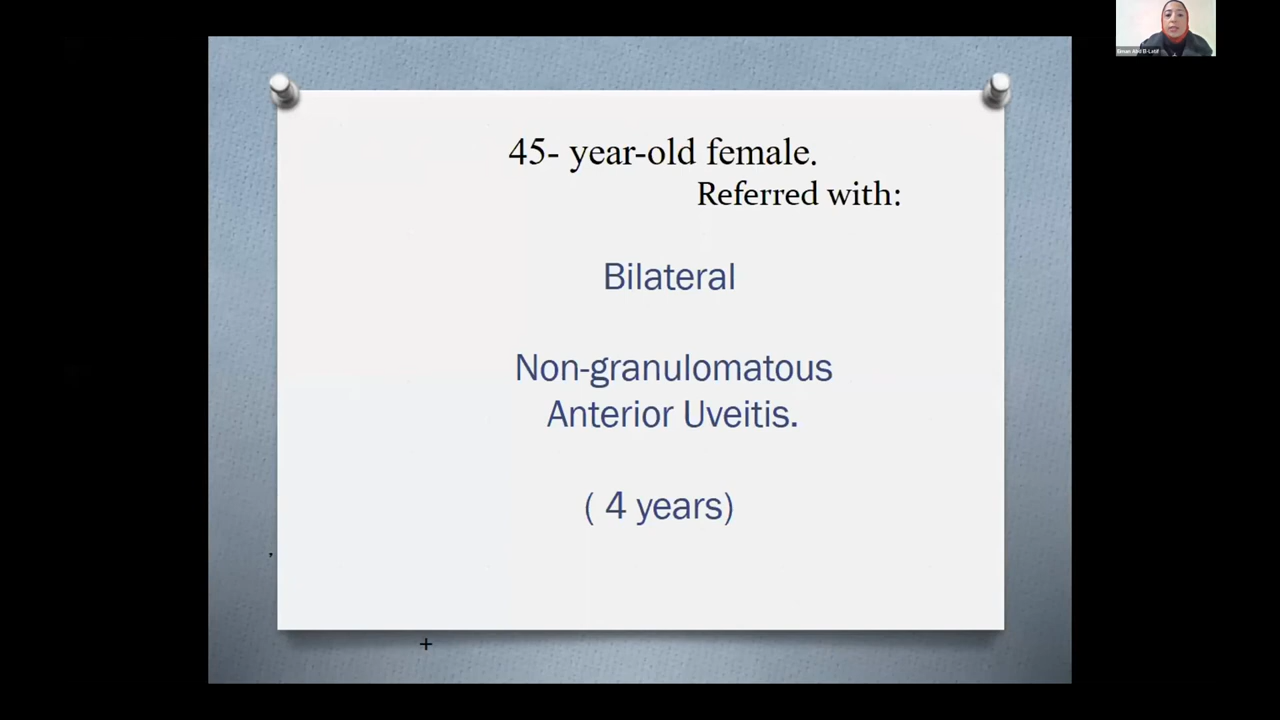 45- year-old female.
Referred with:
Bilateral
Non-granulomatous
Anterior Uveitis.
( 4 years)